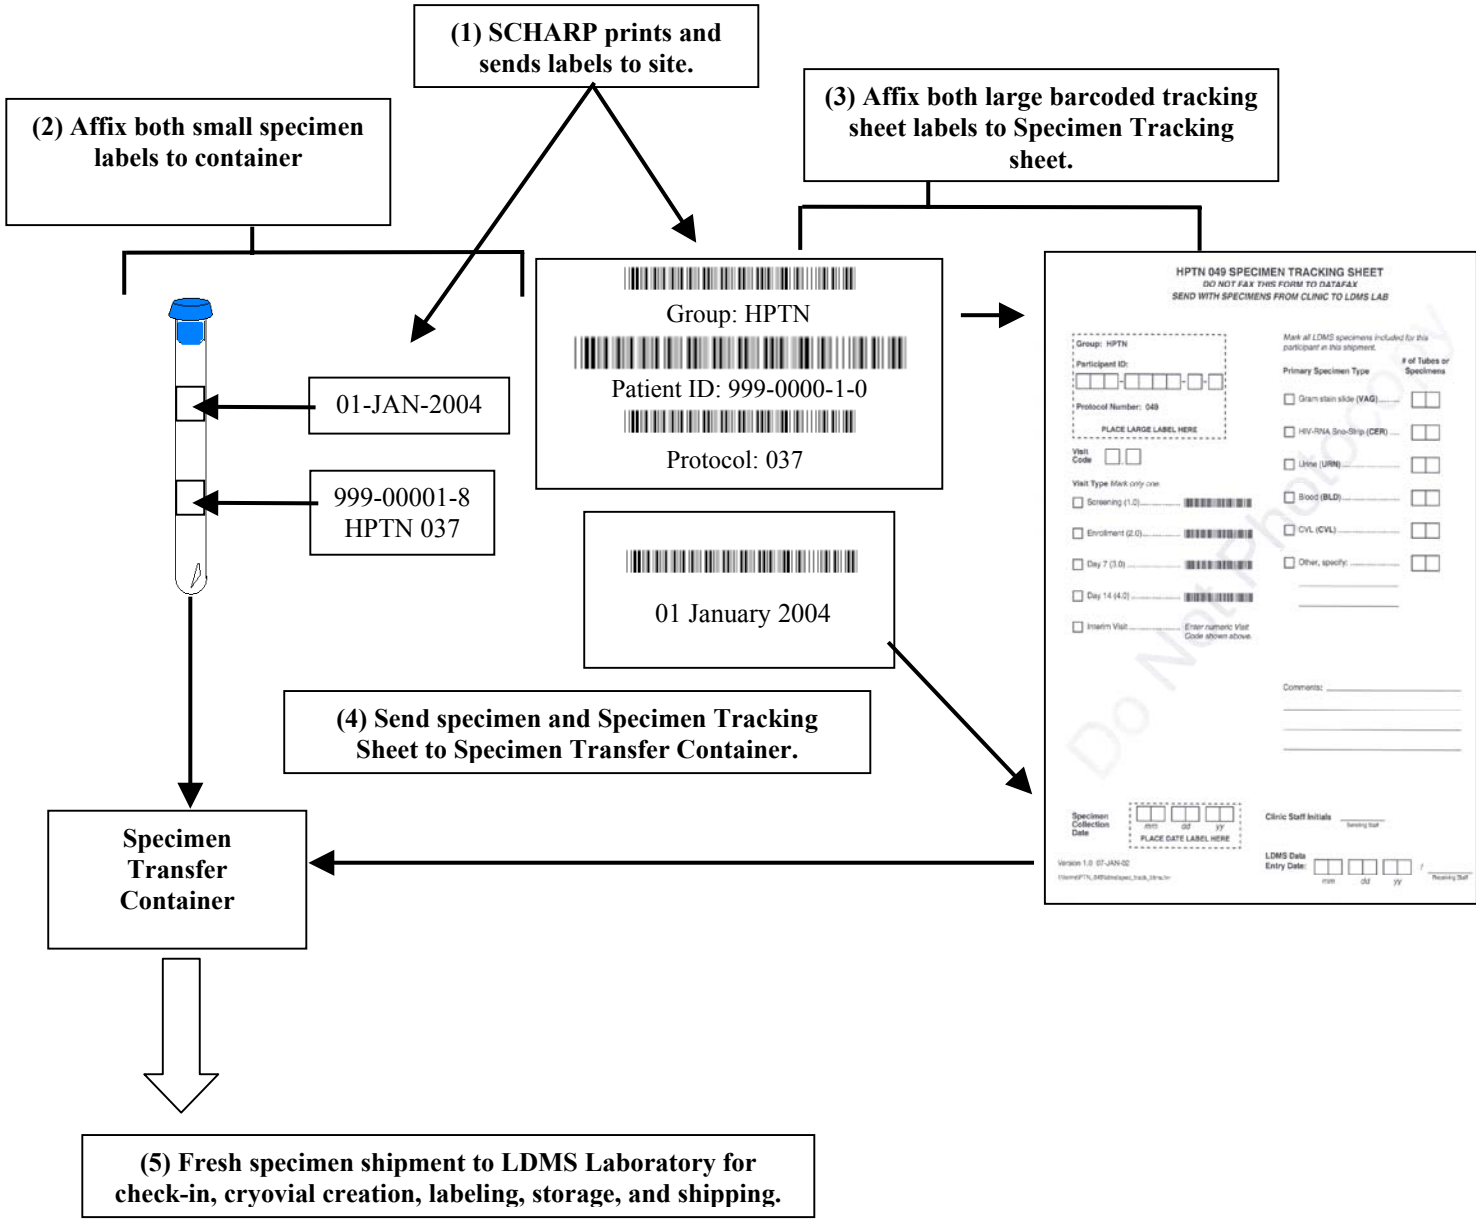 (1) SCHARP prints and
sends labels to site.
(2) Affix both small specimen
labels to container
(3) Affix both large barcoded tracking
sheet labels to Specimen Tracking
sheet.
01-JAN-2004
999-00001-8
HPTN 037
Group: HPTN
Patient ID: 999-0000-1-0
Protocol: 037
01 January 2004
HPTN 049 SPECIMEN TRACKING SHEET
DO NOT FAX THIS FORM TO DATAFAX
SEND WITH SPECIMENS FROM CLINIC TO LDMS LAB
Group: HPTN
Participant ID:
Protocol Number: 049
PLACE LARGE LABEL HERE
Visit
Code
Visit Type Mark only one.
Screening (1.0)
Enrollment (2.0)
Day 7 (3.0)
Day 14 (4.0)
Interim Visit Enter numeric Visit
Code shown above.
Mark all LDMS specimens included for this
participant in this shipment.
# of Tubes or
Primary Specimen Type Specimens
Gram stain slide (VAG)
HIV-RNA Sno-Strip (CER)
Urine (URN)
Blood (BLD)
CVL (CVL)
Other, specify:
Comments:
Specimen
Collection
Date
mm dd yy
PLACE DATE LABEL HERE
Clinic Staff Initials
Sending Staff
LDMS Data
Entry Date: /
mm dd yy Receiving Staff
Version 1.0 07-JAN-02
Do Not Photocopy
(4) Send specimen and Specimen Tracking
Sheet to Specimen Transfer Container.
Specimen
Transfer
Container
(5) Fresh specimen shipment to LDMS Laboratory for
check-in, cryovial creation, labeling, storage, and shipping.